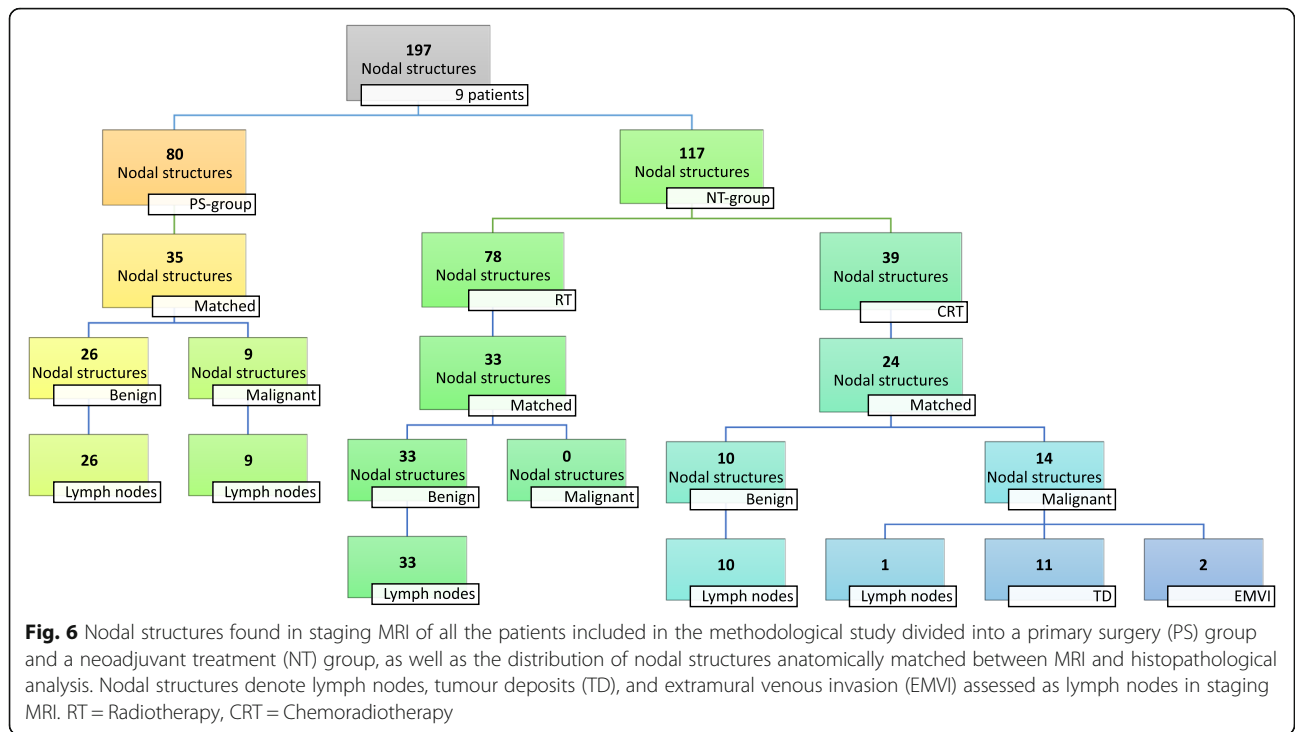 197
Nodal structures
9 patients
80
Nodal structures
PS-group
117
Nodal structures
NT-group
35
Nodal structures
Matched
78
Nodal structures
RT
39
Nodal structures
CRT
26
Nodal structures
Benign
9
Nodal structures
Malignant
33
Nodal structures
Matched
24
Nodal structures
Matched
26
Lymph nodes
9
Lymph nodes
33
Nodal structures
Benign
0
Nodal structures
Malignant
10
Nodal structures
Benign
14
Nodal structures
Malignant
33
Lymph nodes
10
Lymph nodes
1
Lymph nodes
11
TD
2
EMVI
Fig. 6 Nodal structures found in staging MRI of all the patients included in the methodological study divided into a primary surgery (PS) group
and a neoadjuvant treatment (NT) group, as well as the distribution of nodal structures anatomically matched between MRI and histopathological
analysis. Nodal structures denote lymph nodes, tumour deposits (TD), and extramural venous invasion (EMVI) assessed as lymph nodes in staging
MRI. RT = Radiotherapy, CRT = Chemoradiotherapy